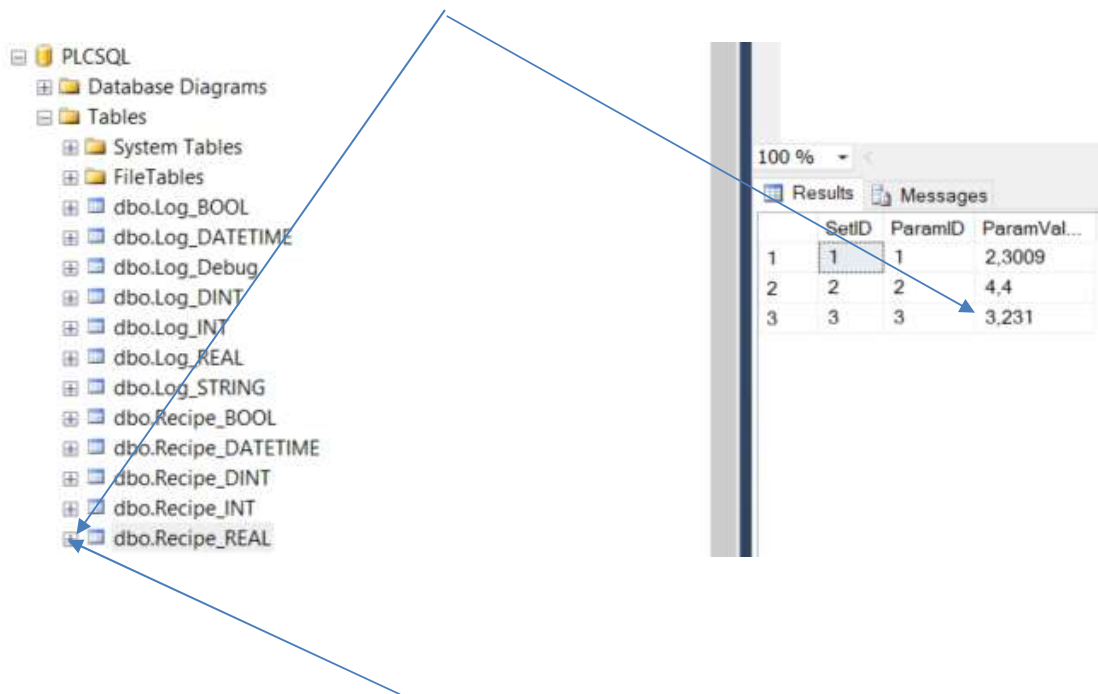 PLCSQL
Database Diagrams
Tables
System Tables
FileTables
dbo.Log_BOOL
dbo.Log_DATETIME
dbo.Log_Debug
dbo.Log_DINT
dbo.Log_INT
dbo.Log_REAL
dbo.Log_STRING
dbo.Recipe_BOOL
dbo.Recipe_DATETIME
dbo.Recipe_DINT
dbo.Recipe_INT
dbo.Recipe_REAL
100 %
Results Messages
SetID ParamID ParamVal...
1 1 1 2,3009
2 2 2 4,4
3 3 3 3,231